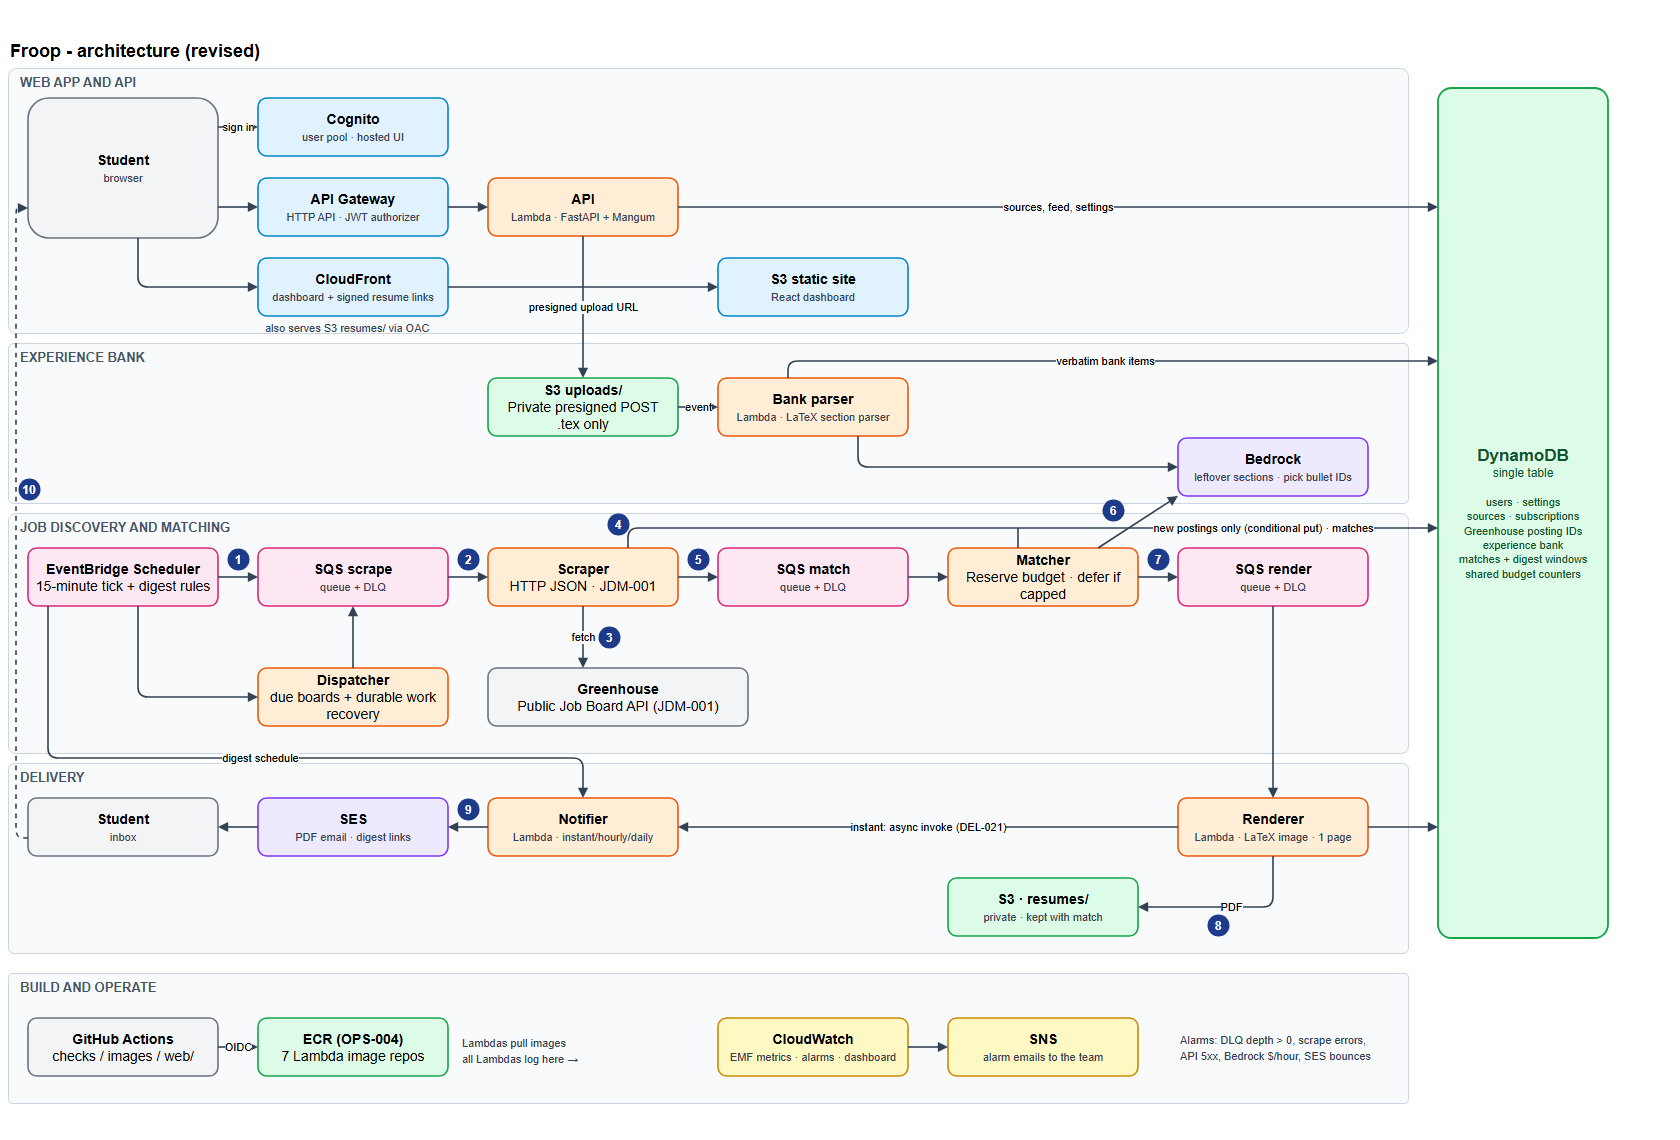 Froop - architecture (revised)
WEB APP AND API
Student
browser
sign in
Cognito
user pool · hosted UI
API Gateway
HTTP API · JWT authorizer
API
Lambda · FastAPI + Mangum
sources, feed, settings
CloudFront
dashboard + signed resume links
also serves S3 resumes/ via OAC
S3 static site
React dashboard
presigned upload URL
EXPERIENCE BANK
S3 uploads/
Private presigned POST
.tex only
event
Bank parser
Lambda · LaTeX section parser
verbatim bank items
Bedrock
leftover sections · pick bullet IDs
10
JOB DISCOVERY AND MATCHING
4
6
new postings only (conditional put) · matches
EventBridge Scheduler
15-minute tick + digest rules
1
SQS scrape
queue + DLQ
2
Scraper
HTTP JSON · JDM-001
5
SQS match
queue + DLQ
Matcher
Reserve budget · defer if
capped
7
SQS render
queue + DLQ
fetch
3
Dispatcher
due boards + durable work
recovery
Greenhouse
Public Job Board API (JDM-001)
digest schedule
DELIVERY
Student
inbox
SES
PDF email · digest links
9
Notifier
Lambda · instant/hourly/daily
instant: async invoke (DEL-021)
Renderer
Lambda · LaTeX image · 1 page
S3 · resumes/
private · kept with match
PDF
8
DynamoDB
single table
users · settings
sources · subscriptions
Greenhouse posting IDs
experience bank
matches + digest windows
shared budget counters
BUILD AND OPERATE
GitHub Actions
checks / images / web/
OIDC
ECR (OPS-004)
7 Lambda image repos
Lambdas pull images
all Lambdas log here →
CloudWatch
EMF metrics · alarms · dashboard
SNS
alarm emails to the team
Alarms: DLQ depth > 0, scrape errors,
API 5xx, Bedrock $/hour, SES bounces